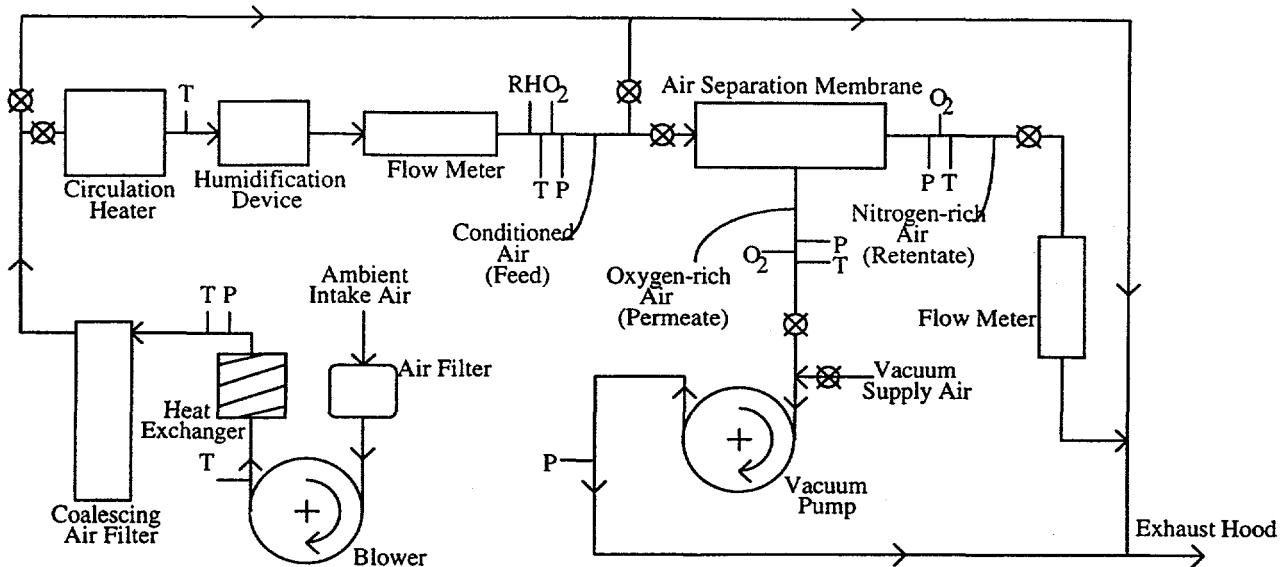 RH O2
Air Separation Membrane
O2
T
Flow Meter
Circulation
Heater
Humidification
Device
T P
P T
Conditioned
Air
(Feed)
Nitrogen-rich
Air
(Retentate)
O2
P
T
Oxygen-rich
Air
(Permeate)
Ambient
Intake Air
T P
Flow Meter
Air Filter
Vacuum
Supply Air
Heat
Exchanger
T
P
Vacuum
Pump
Coalescing
Air Filter
Blower
Exhaust Hood